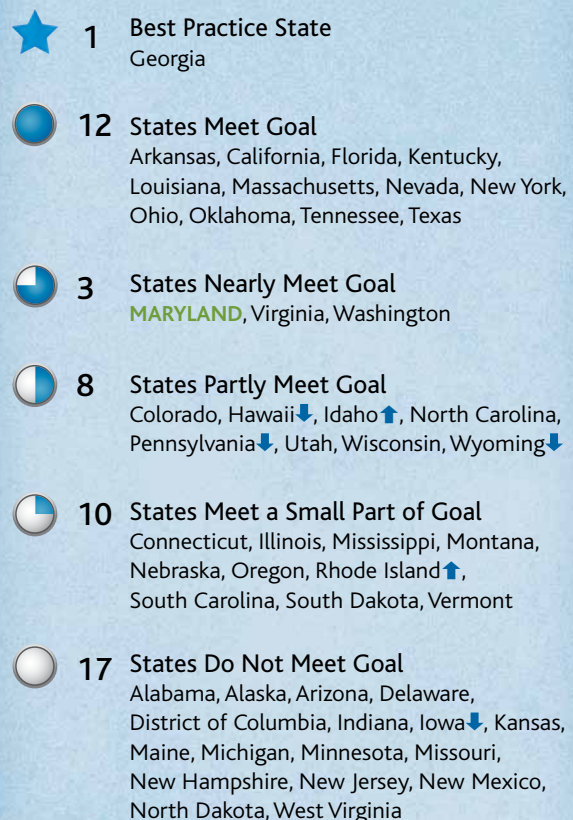 1 Best Practice State
Georgia
12 States Meet Goal
Arkansas, California, Florida, Kentucky,
Louisiana, Massachusetts, Nevada, New York,
Ohio, Oklahoma, Tennessee, Texas
3 States Nearly Meet Goal
MARYLAND, Virginia, Washington
8 States Partly Meet Goal
Colorado, Hawaii⬇, Idaho⬆, North Carolina,
Pennsylvania⬇, Utah, Wisconsin, Wyoming⬇
10 States Meet a Small Part of Goal
Connecticut, Illinois, Mississippi, Montana,
Nebraska, Oregon, Rhode Island⬆,
South Carolina, South Dakota, Vermont
17 States Do Not Meet Goal
Alabama, Alaska, Arizona, Delaware,
District of Columbia, Indiana, Iowa⬇, Kansas,
Maine, Michigan, Minnesota, Missouri,
New Hampshire, New Jersey, New Mexico,
North Dakota, West Virginia